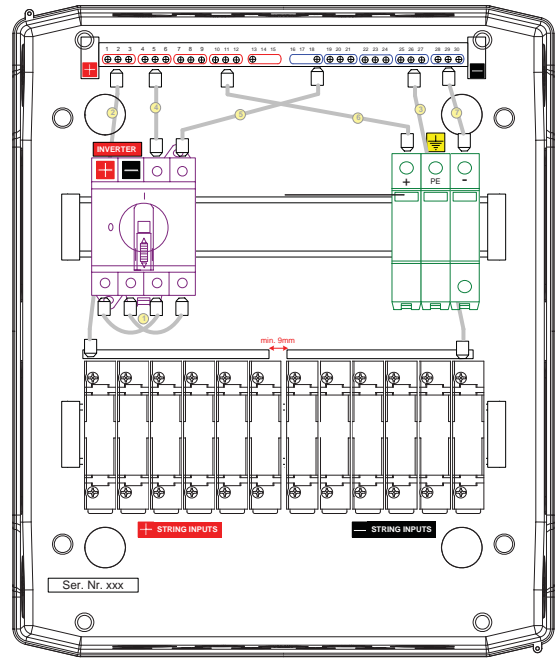 1 2 3 4 5 6 7 8 9 10 11 12 13 14 15 16 17 18 19 20 21 22 23 24 25 26 27 28 29 30
+ −
2 4 5 6 3 7
INVERTER
+ −
+ PE -
I
0
1
min. 9mm
+ STRING INPUTS
− STRING INPUTS
Ser. Nr. xxx